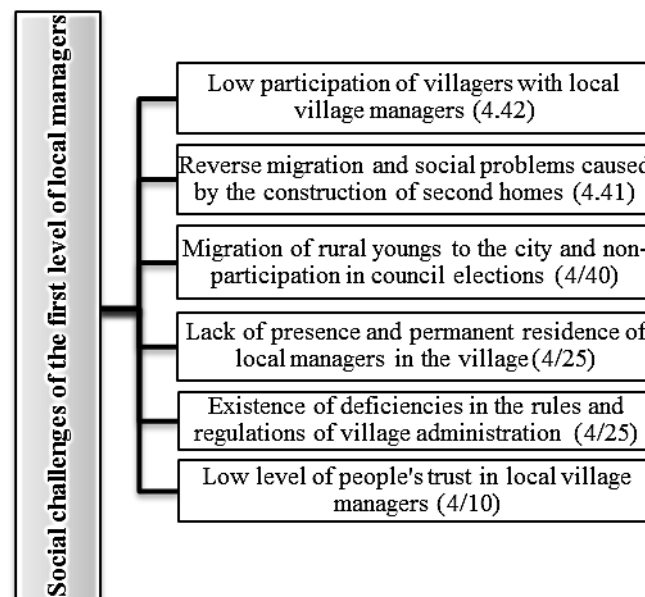 Social challenges of the first level of local managers
Low participation of villagers with local
village managers (4.42)
Reverse migration and social problems caused
by the construction of second homes (4.41)
Migration of rural youngs to the city and non-
participation in council elections (4/40)
Lack of presence and permanent residence of
local managers in the village (4/25)
Existence of deficiencies in the rules and
regulations of village administration (4/25)
Low level of people's trust in local village
managers (4/10)